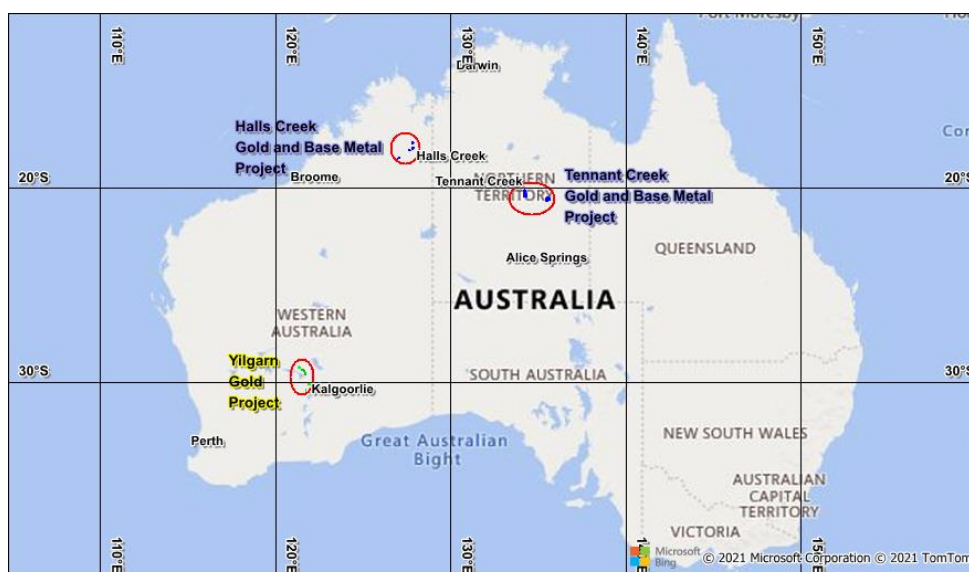 Port Moresby
110°E
120°E
130°E
140°E
150°E
Darwin
Halls Creek
Gold and Base Metal
Project
Halls Creek
Broome
20°S
20°S
Tennant Creek
NORTHERN
TERRITORY
Tennant Creek
Gold and Base Metal
Project
QUEENSLAND
Alice Springs
AUSTRALIA
WESTERN
AUSTRALIA
Yilgarn
Gold
Project
30°S
30°S
Kalgoorlie
SOUTH AUSTRALIA
Perth
Great Australian
Bight
NEW SOUTH WALES
AUSTRALIAN
CAPITAL
TERRITORY
VICTORIA
110°E
120°E
130°E
Microsoft
Bing
© 2021 Microsoft Corporation © 2021 TomTom